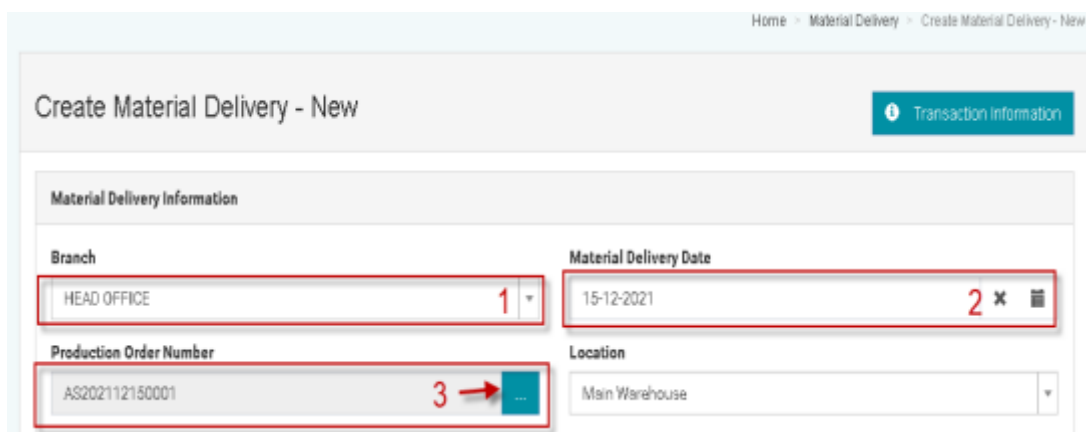 Home > Material Delivery > Create Material Delivery - New
Create Material Delivery - New
Transaction Information
Material Delivery Information
Branch
Material Delivery Date
HEAD OFFICE 1
15-12-2021 2
Production Order Number
Location
AS202112150001 3 ...
Main Warehouse